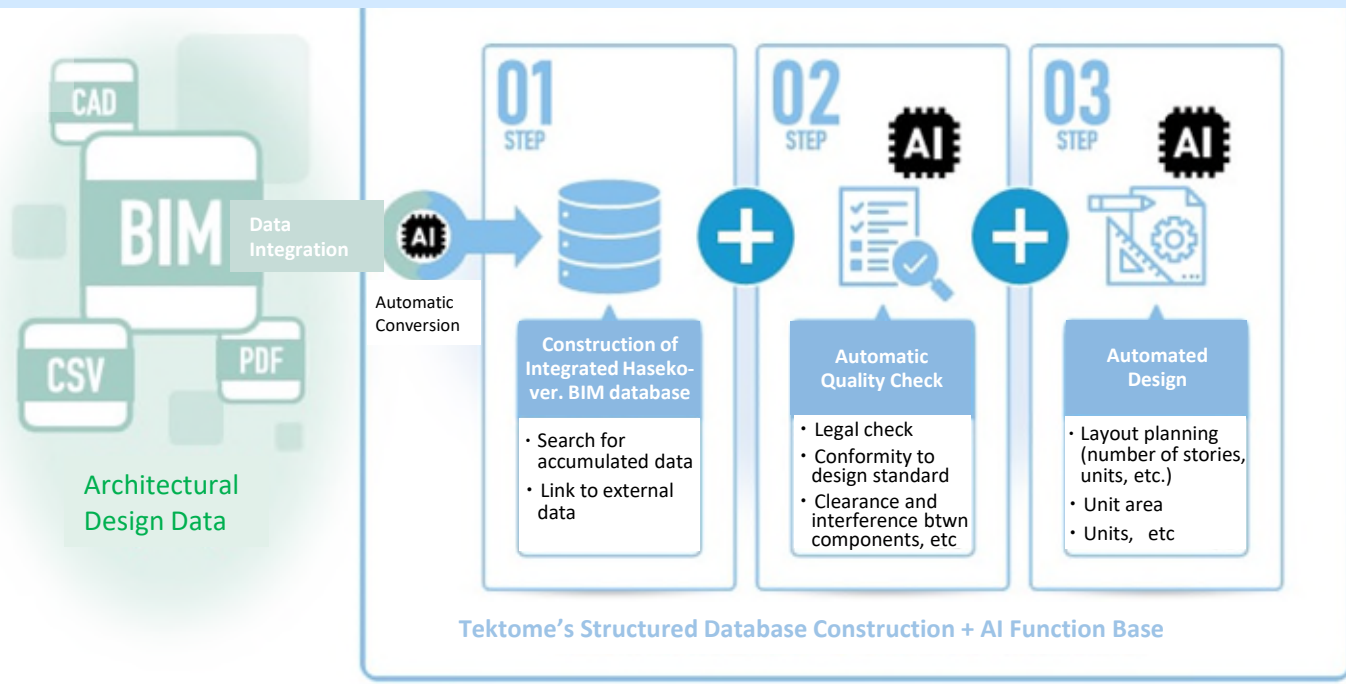 CAD
BIM
CSV
PDF
Data
Integration
Architectural
Design Data
AI
Automatic
Conversion
01
STEP
Construction of
Integrated Haseko-
ver. BIM database
・Search for
accumulated data
・Link to external
data
02
STEP
AI
Automatic
Quality Check
・Legal check
・Conformity to
design standard
・Clearance and
interference btwn
components, etc
03
STEP
AI
Automated
Design
・Layout planning
(number of stories,
units, etc.)
・Unit area
・Units, etc
Tektome’s Structured Database Construction + AI Function Base